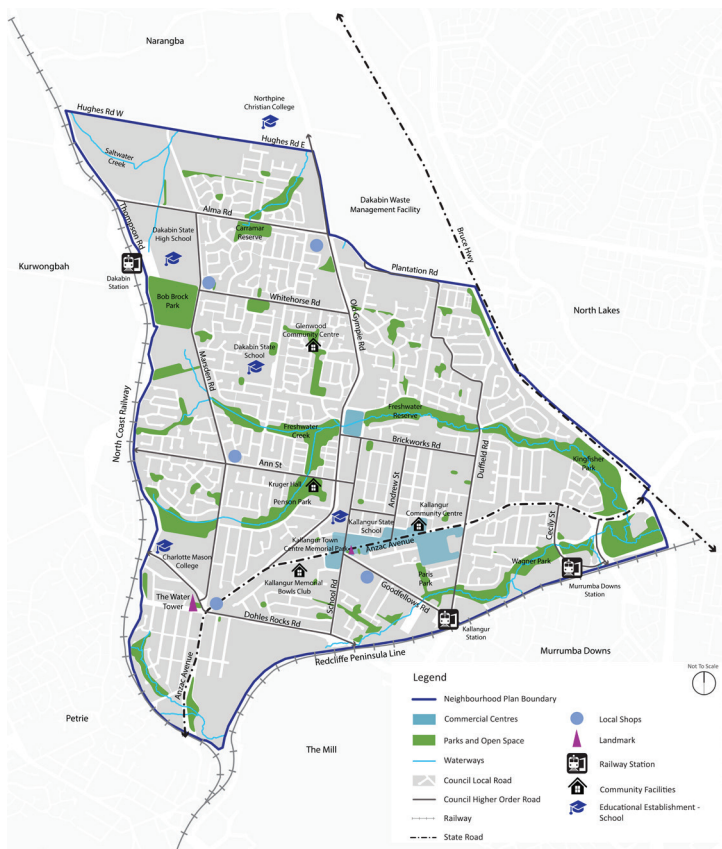 Narangba
Northpine
Christian College
Hughes Rd W
Hughes Rd E
Saltwater
Creek
Dakabin Waste
Management Facility
Alma Rd
Thompson Rd
Dakabin State
High School
Canamar
Reserve
Bruce Hwy
Kurwongbah
Dakabin
Station
Plantation Rd
Bob Brock
Park
Whitehorse Rd
Old Gympie Rd
North Lakes
Glenwood
Community Centre
Dakabin State
School
Marsden Rd
North Coast Railway
Freshwater
Creek
Freshwater
Reserve
Brickworks Rd
Duffield Rd
Ann St
Kingfisher
Park
Kruger Hall
Penson Park
Andrew St
Kallangur State
School
Kallangur
Community Centre
Cecily St
Kallangur Town
Centre Memorial Park
Anzac Avenue
Charlotte Mason
College
Wagner Park
Kallangur Memorial
Bowls Club
School Rd
Paris
Park
Goodfellows Rd
Murrumba Downs
Station
The Water
Tower
Dohles Rocks Rd
Kallangur
Station
Redcliffe Peninsula Line
Murrumba Downs
Anzac Avenue
Petrie
The Mill
Not To Scale
Legend
Neighbourhood Plan Boundary
Commercial Centres
Parks and Open Space
Waterways
Council Local Road
Council Higher Order Road
Railway
State Road
Local Shops
Landmark
Railway Station
Community Facilities
Educational Establishment -
School